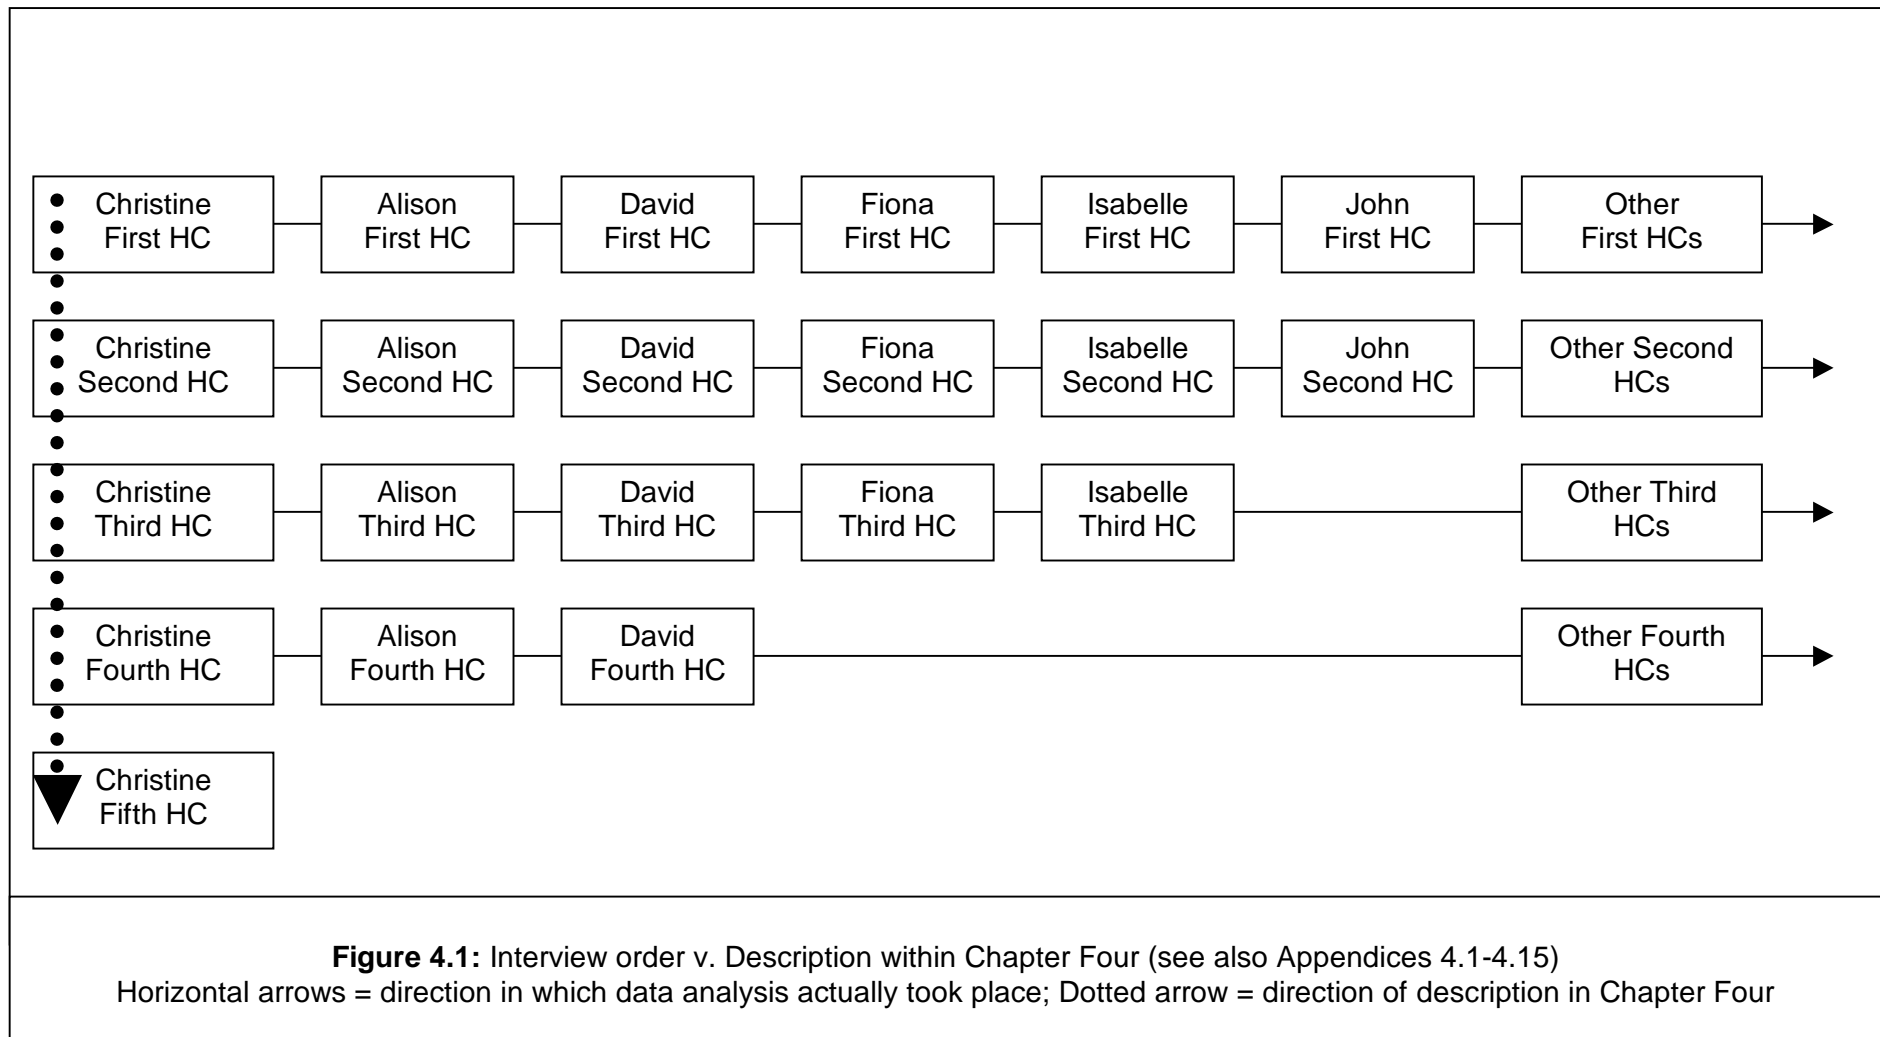 Christine
First HC
Alison
First HC
David
First HC
Fiona
First HC
Isabelle
First HC
John
First HC
Other
First HCs
Christine
Second HC
Alison
Second HC
David
Second HC
Fiona
Second HC
Isabelle
Second HC
John
Second HC
Other Second
HCs
Christine
Third HC
Alison
Third HC
David
Third HC
Fiona
Third HC
Isabelle
Third HC
Other Third
HCs
Christine
Fourth HC
Alison
Fourth HC
David
Fourth HC
Other Fourth
HCs
Christine
Fifth HC
Figure 4.1: Interview order v. Description within Chapter Four (see also Appendices 4.1-4.15)
Horizontal arrows = direction in which data analysis actually took place; Dotted arrow = direction of description in Chapter Four